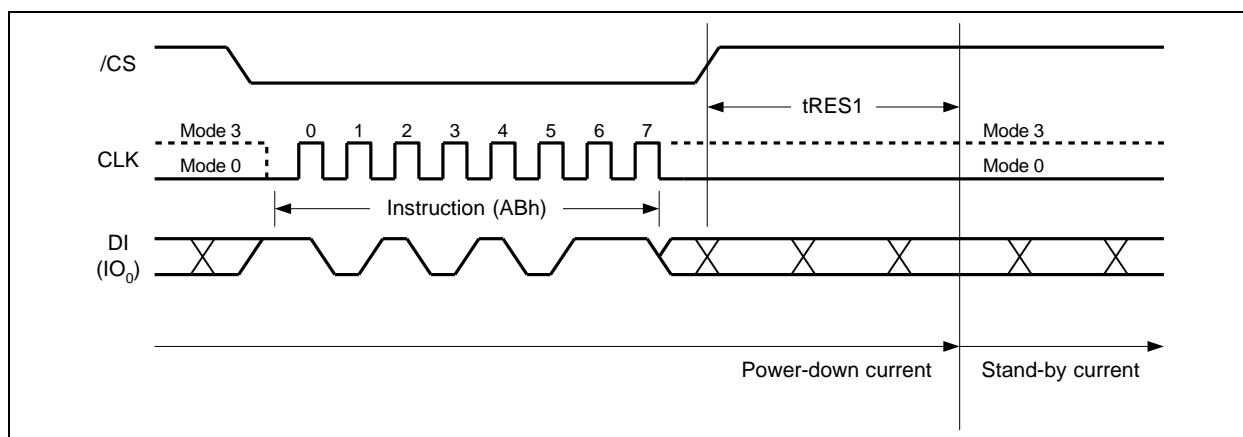 /CS
tRES1
Mode 3 0 1 2 3 4 5 6 7 Mode 3
CLK
Mode 0 Mode 0
Instruction (ABh)
DI
(IO₀)
Power-down current Stand-by current